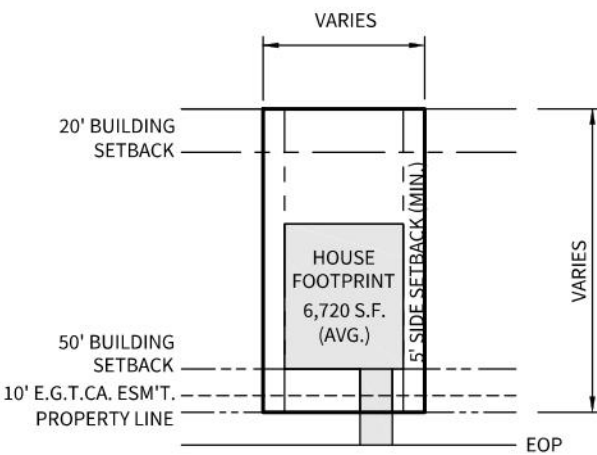 VARIES
20' BUILDING
SETBACK
HOUSE
FOOTPRINT
6,720 S.F.
(AVG.)
5' SIDE SETBACK (MIN.)
VARIES
50' BUILDING
SETBACK
10' E.G.T.CA. ESM'T.
PROPERTY LINE
EOP